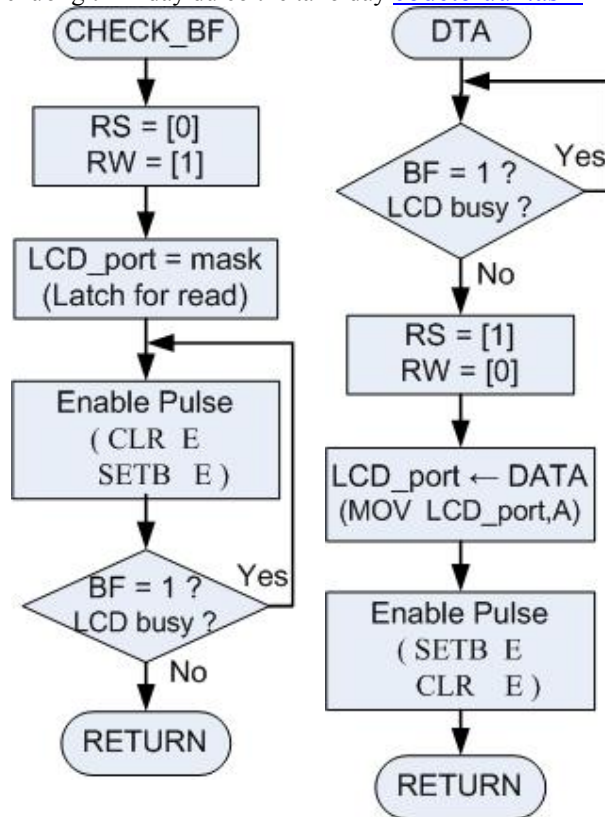 CHECK_BF
RS = [0]
RW = [1]
LCD_port = mask
(Latch for read)
Enable Pulse
( CLR E
SETB E )
BF = 1 ?
LCD busy ?
Yes
No
RETURN
DTA
BF = 1 ?
LCD busy ?
Yes
No
RS = [1]
RW = [0]
LCD_port ← DATA
(MOV LCD_port,A)
Enable Pulse
( SETB E
CLR E )
RETURN